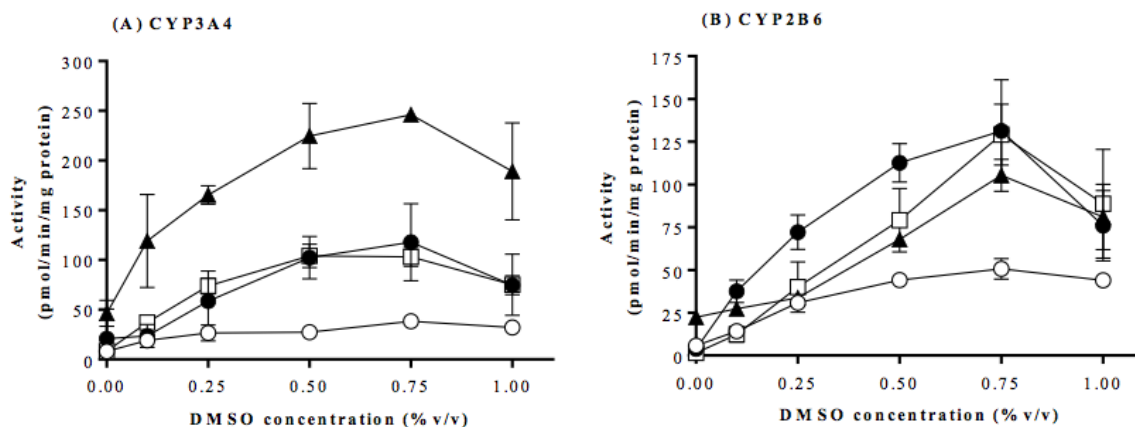 (A) CYP3A4
300
250
200
150
100
50
0
Activity
(pmol/min/mg protein)
0.00 0.25 0.50 0.75 1.00
DMSO concentration (% v/v)
(B) CYP2B6
175
150
125
100
75
50
25
0
Activity
(pmol/min/mg protein)
0.00 0.25 0.50 0.75 1.00
DMSO concentration (% v/v)